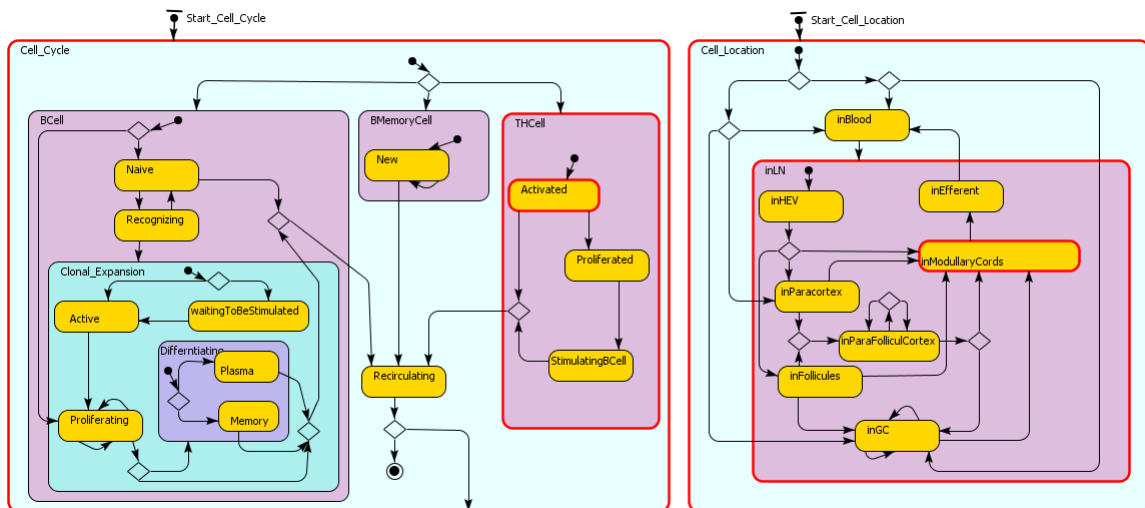 Start_Cell_Cycle
Cell_Cycle
BCell
Naive
Recognizing
Clonal_Expansion
Active
waitingToBeStimulated
Differntiating
Plasma
Memory
Proliferating
BMemoryCell
New
Recirculating
THCell
Activated
Proliferated
StimulatingBCell
Start_Cell_Location
Cell_Location
inBlood
inLN
inHEV
inEfferent
inModullaryCords
inParacortex
inParaFolliculCortex
inFollicules
inGC